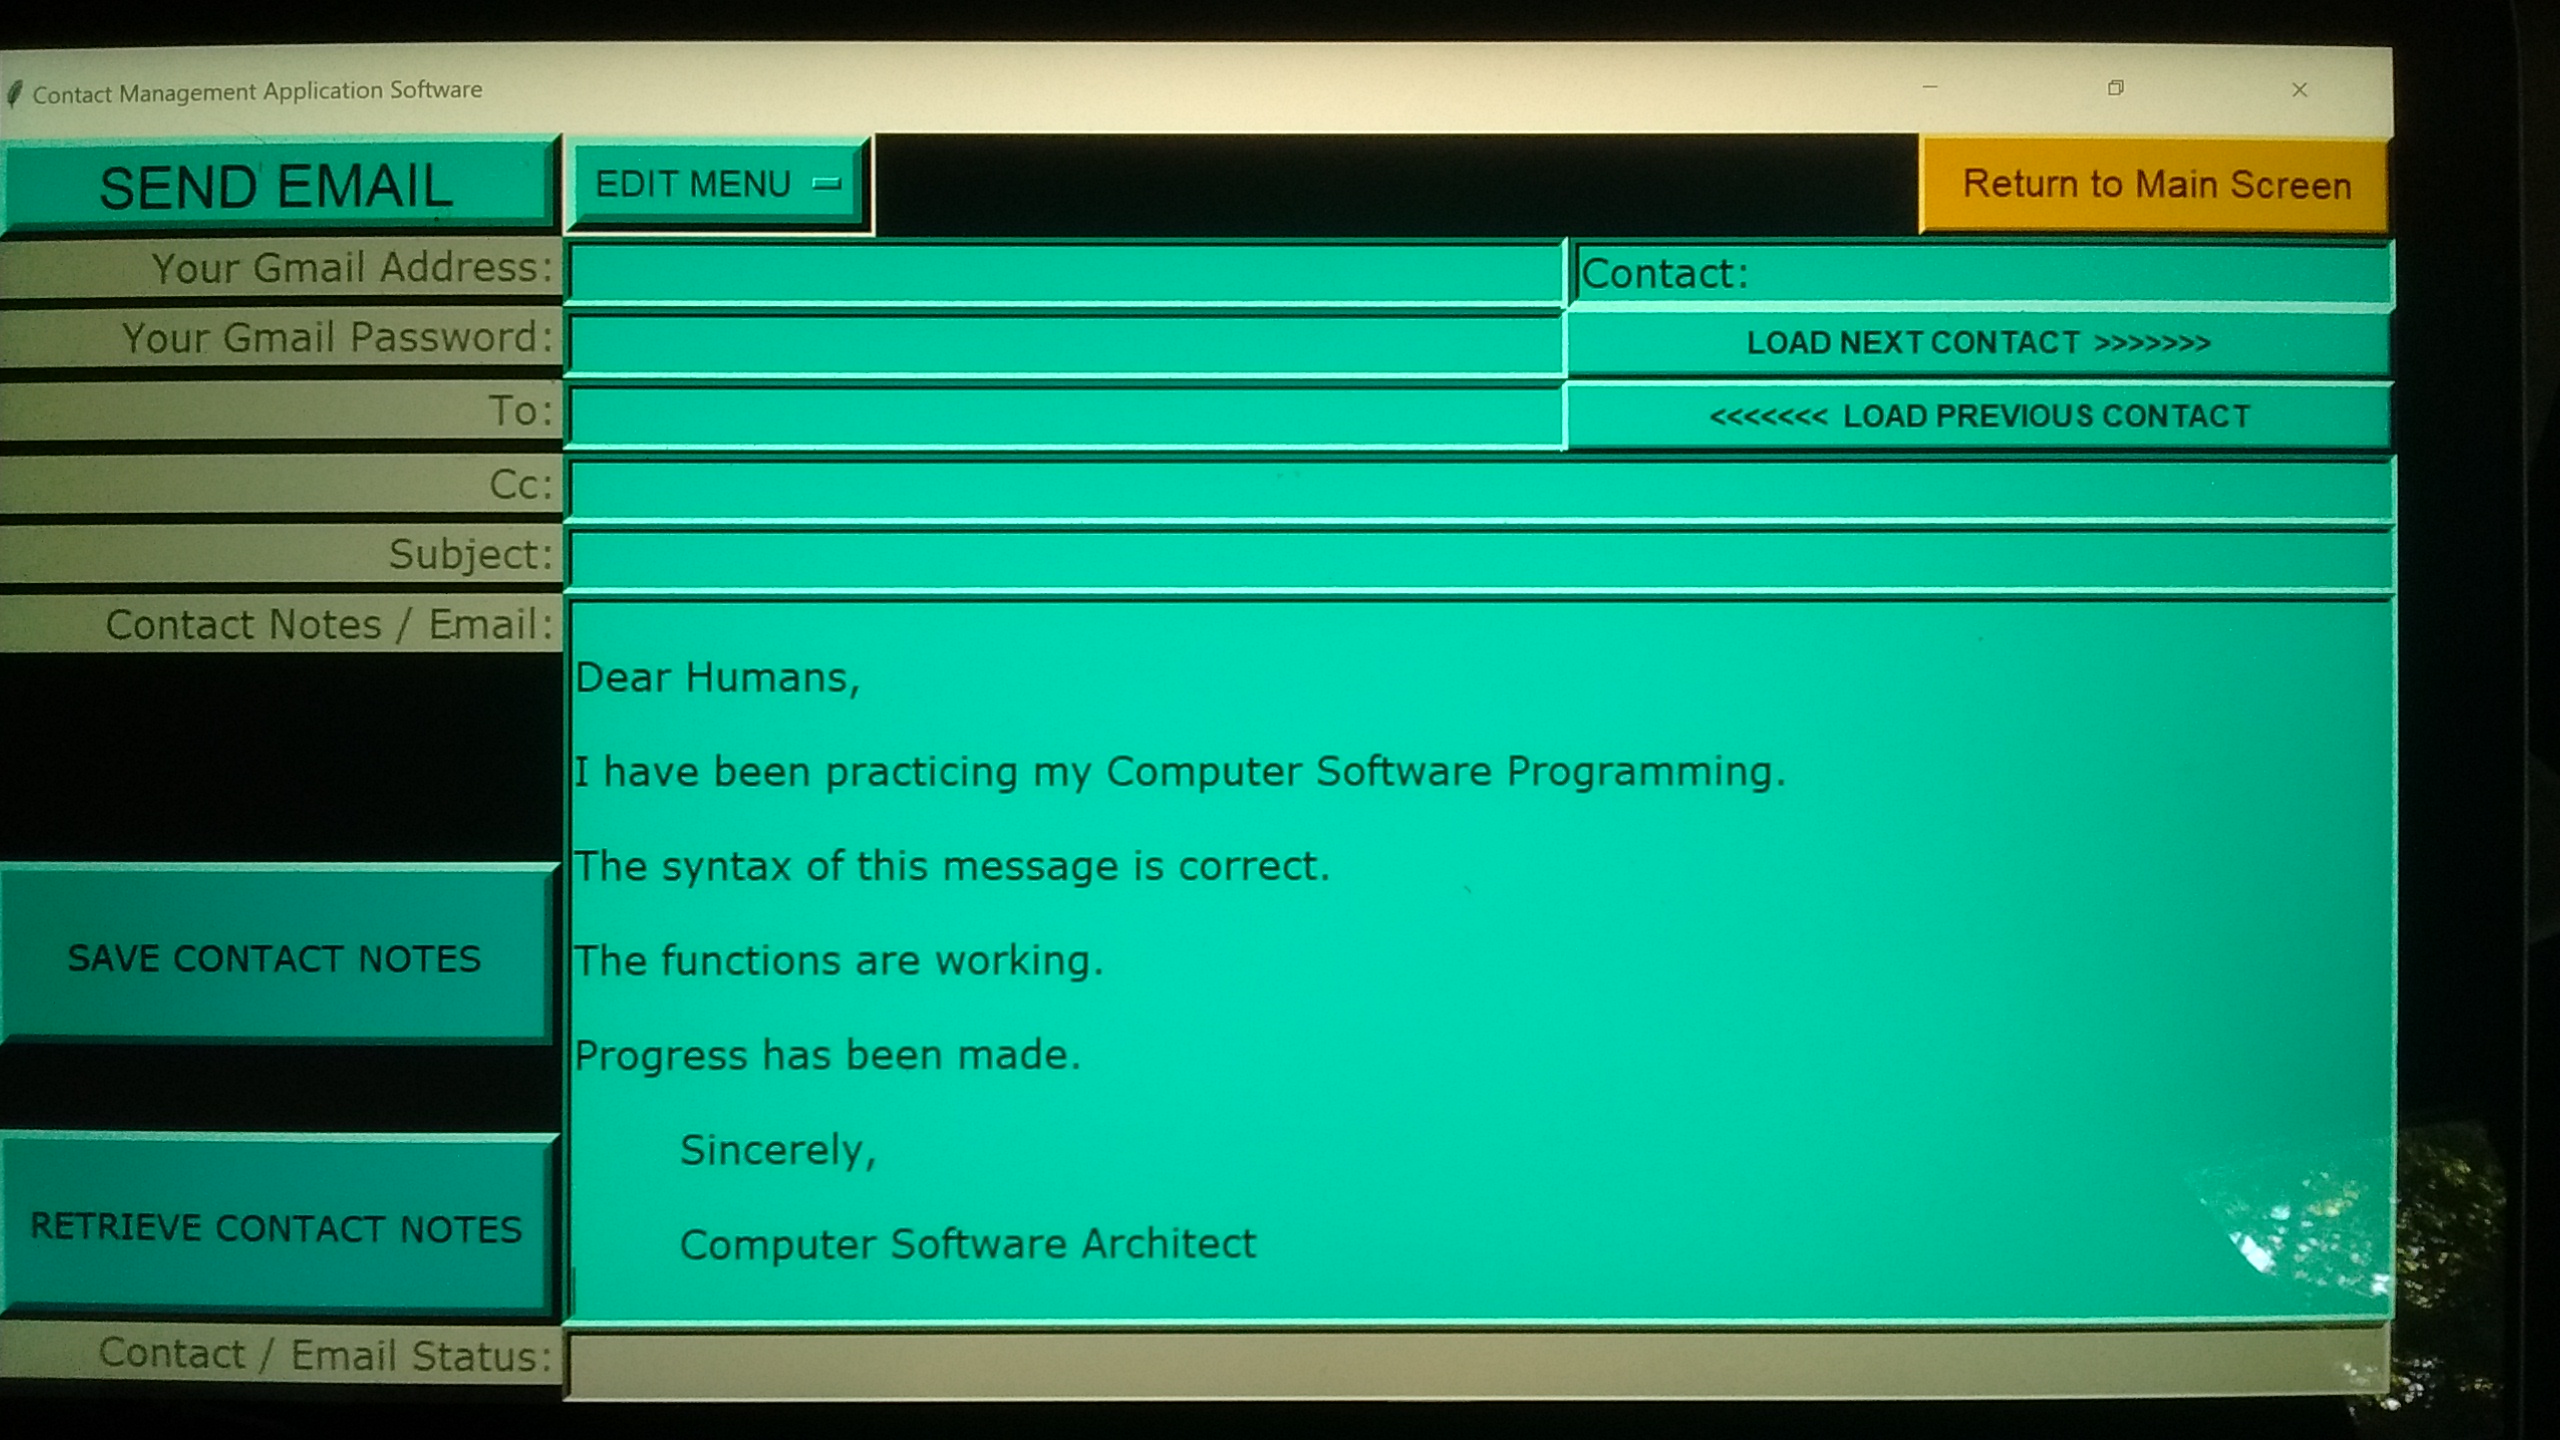 Contact Management Application Software
SEND EMAIL
EDIT MENU
Return to Main Screen
Your Gmail Address:
Contact:
Your Gmail Password:
LOAD NEXT CONTACT >>>>>>>
To:
<<<<<<< LOAD PREVIOUS CONTACT
Cc:
Subject:
Contact Notes / Email:
Dear Humans,
I have been practicing my Computer Software Programming.
The syntax of this message is correct.
The functions are working.
Progress has been made.
Sincerely,
Computer Software Architect
SAVE CONTACT NOTES
RETRIEVE CONTACT NOTES
Contact / Email Status: